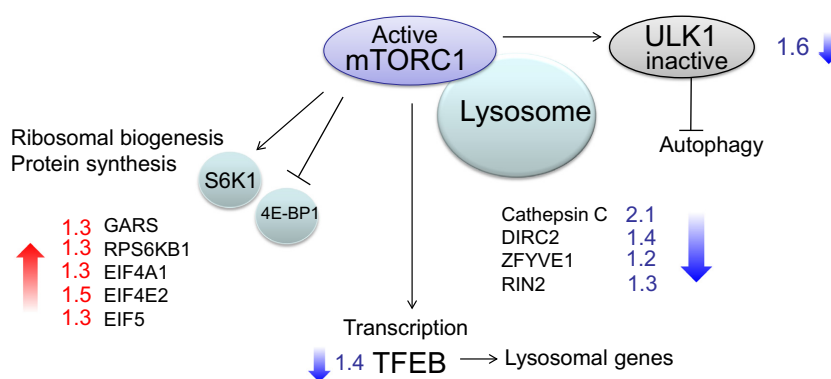 Active
mTORC1
ULK1
inactive
1.6
Lysosome
Autophagy
Ribosomal biogenesis
Protein synthesis
S6K1
4E-BP1
1.3 GARS
1.3 RPS6KB1
1.3 EIF4A1
1.5 EIF4E2
1.3 EIF5
Cathepsin C 2.1
DIRC2 1.4
ZFYVE1 1.2
RIN2 1.3
Transcription
1.4 TFEB
Lysosomal genes